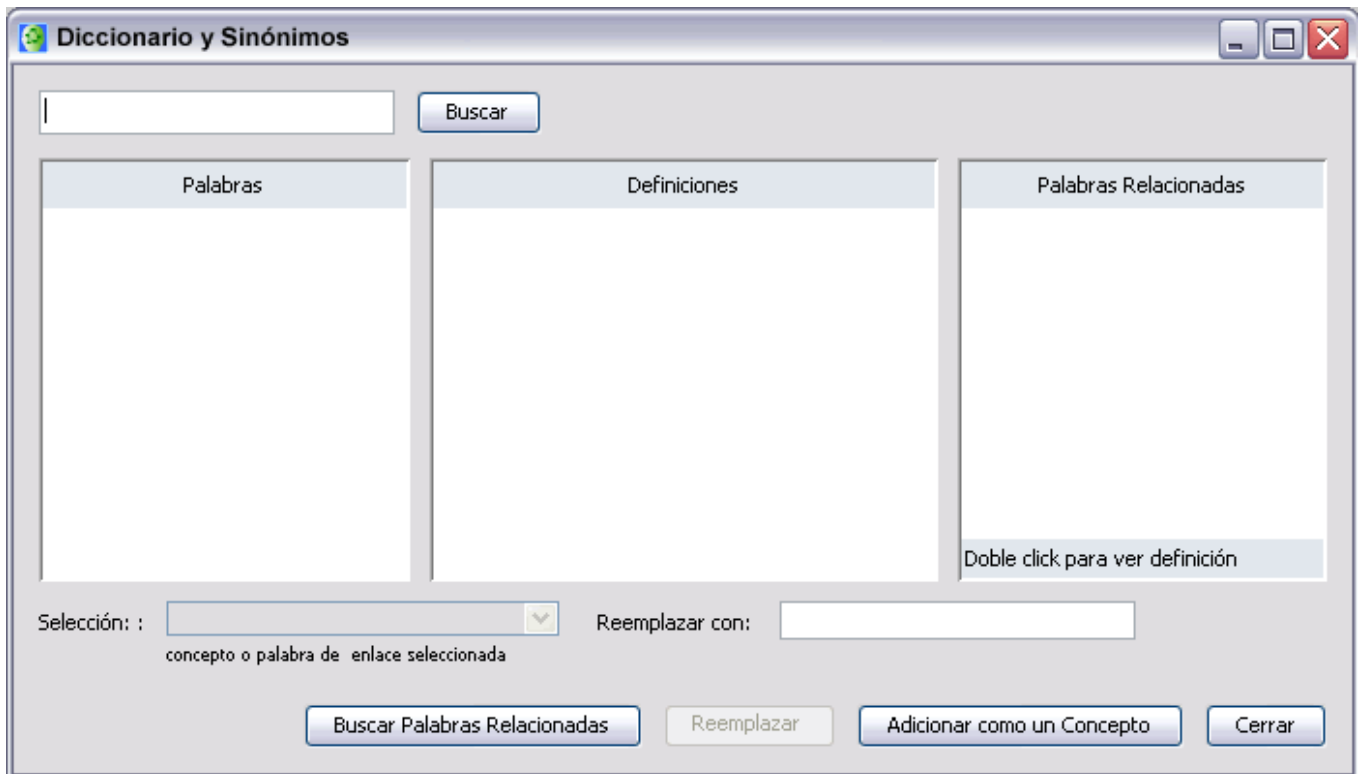 Diccionario y Sinónimos
Buscar
Palabras
Definiciones
Palabras Relacionadas
Doble click para ver definición
Selección: :
Reemplazar con:
concepto o palabra de enlace seleccionada
Buscar Palabras Relacionadas
Reemplazar
Adicionar como un Concepto
Cerrar